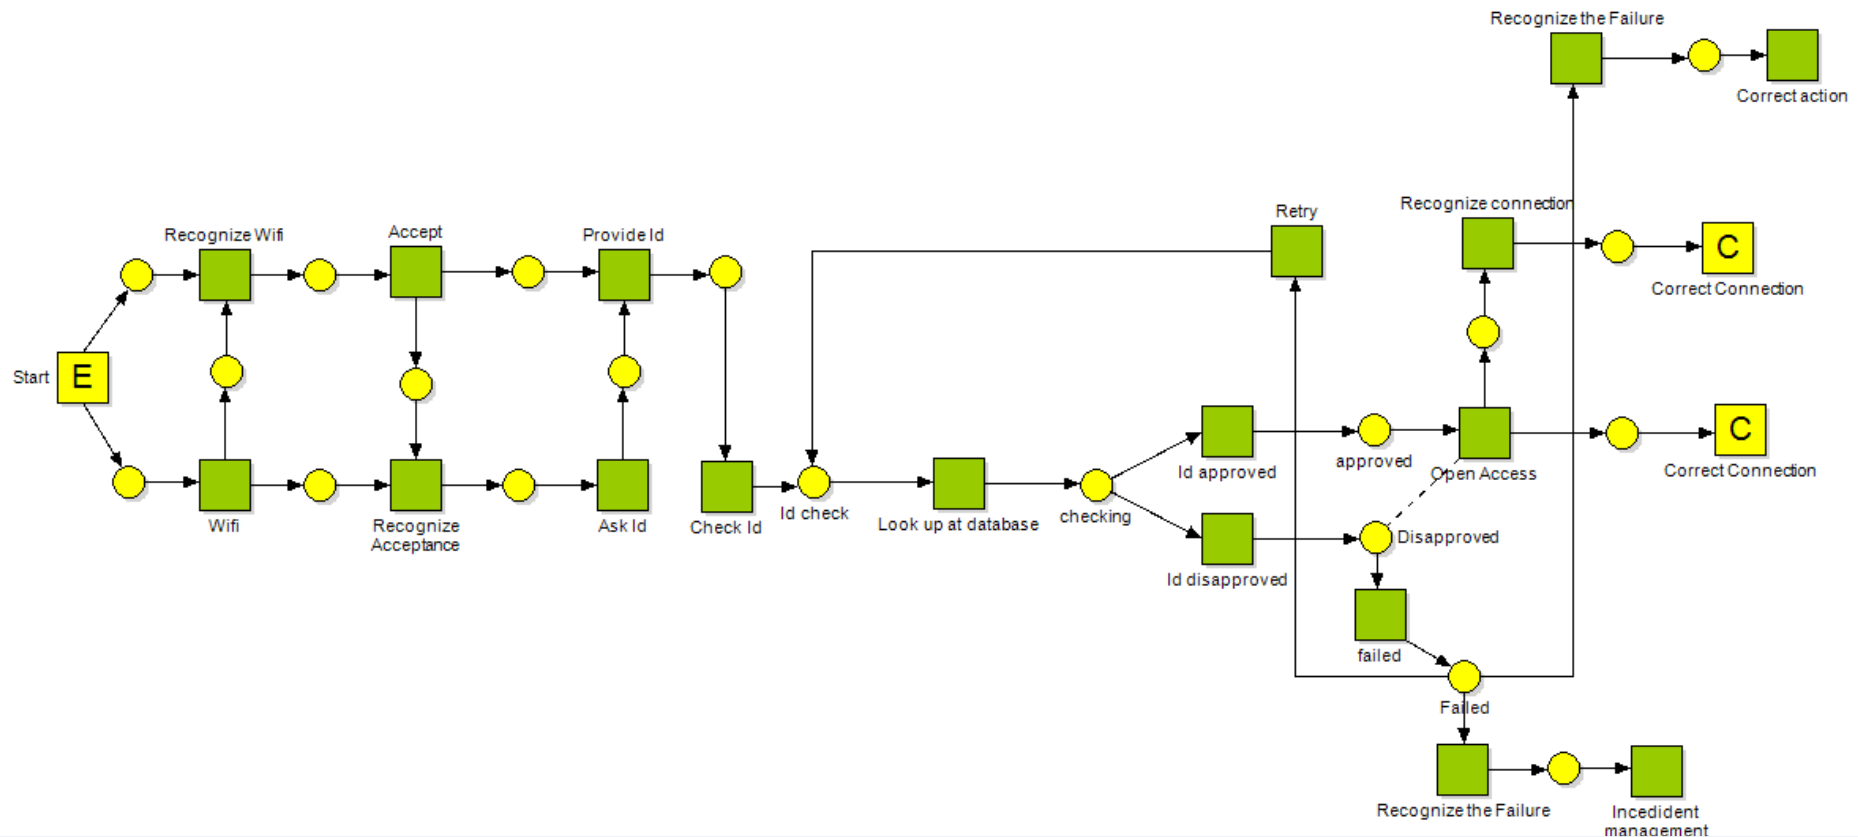 Recognize the Failure
Correct action
Retry
Recognize connection
C
Correct Connection
Recognize Wifi
Accept
Provide Id
Start
E
C
Correct Connection
Id approved
approved
Open Access
Wifi
Recognize
Acceptance
Ask Id
Check Id
Id check
Look up at database
checking
Disapproved
Id disapproved
failed
Failed
Recognize the Failure
Incedident
management